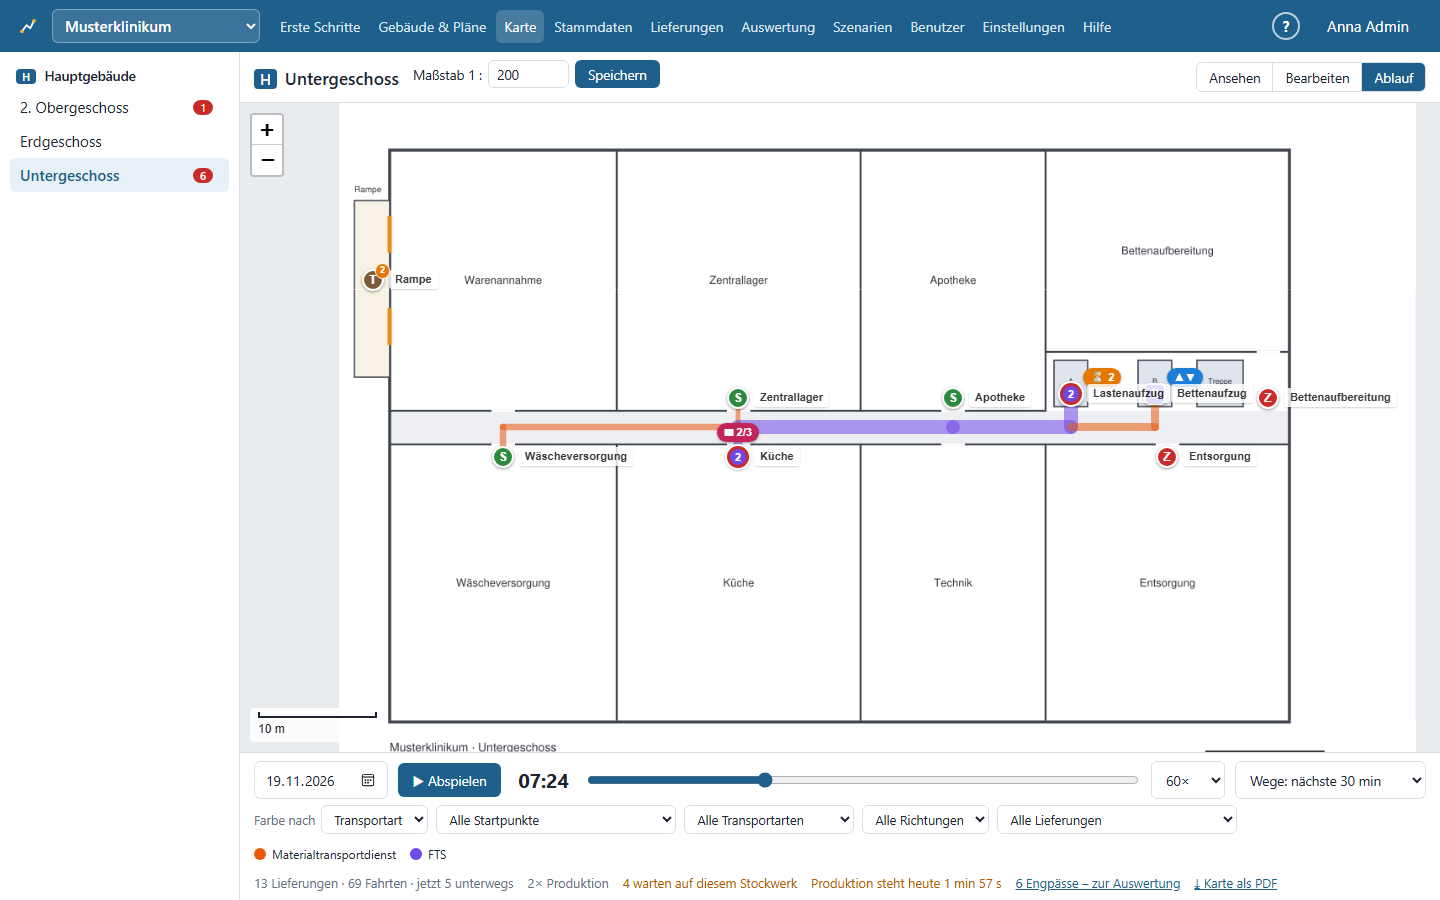 Musterklinikum
Erste Schritte
Gebäude & Pläne
Karte
Stammdaten
Lieferungen
Auswertung
Szenarien
Benutzer
Einstellungen
Hilfe
?
Anna Admin
H Hauptgebäude
2. Obergeschoss 1
Erdgeschoss
Untergeschoss 6
H Untergeschoss
Maßstab 1 : 200
Speichern
Ansehen
Bearbeiten
Ablauf
+
−
Rampe
T 2 Rampe
Warenannahme
Zentrallager
Apotheke
Bettenaufbereitung
B
Treppe
2
2 Lastenaufzug
Bettenaufzug
Z Bettenaufbereitung
S Zentrallager
S Apotheke
2/3
S Wäscheversorgung
2 Küche
Z Entsorgung
Wäscheversorgung
Küche
Technik
Entsorgung
10 m
Musterklinikum · Untergeschoss
19.11.2026
Abspielen
07:24
60×
Wege: nächste 30 min
Farbe nach
Transportart
Alle Startpunkte
Alle Transportarten
Alle Richtungen
Alle Lieferungen
Materialtransportdienst
FTS
13 Lieferungen · 69 Fahrten · jetzt 5 unterwegs
2× Produktion
4 warten auf diesem Stockwerk
Produktion steht heute 1 min 57 s
6 Engpässe – zur Auswertung
Karte als PDF